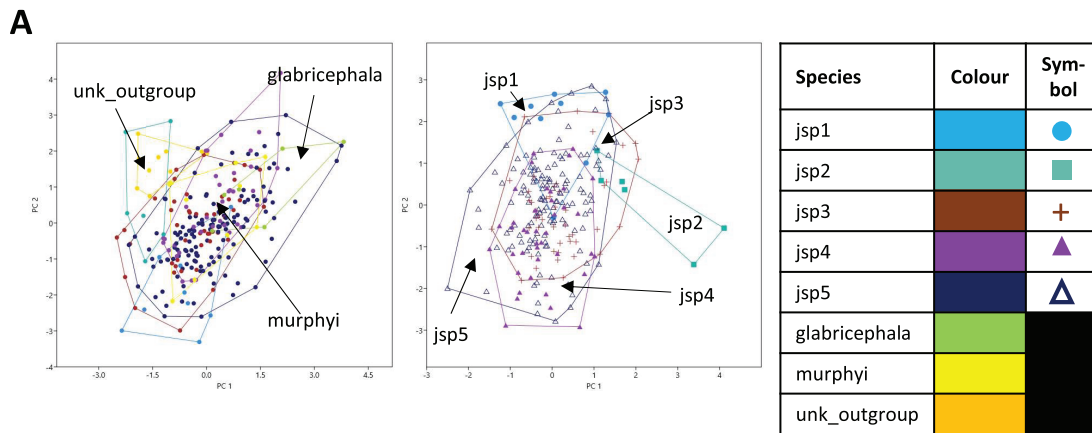 A
unk_outgroup
glabricephala
murphyi
PC 2
4
3
2
1
0
-1
-2
-3
-4
-3.0 -1.5 0.0 1.5 3.0 4.5
PC 1
jsp1
jsp3
jsp2
jsp4
jsp5
PC 2
3
2
1
0
-1
-2
-3
-3 -2 -1 0 1 2 3 4 5
PC 1
Species Colour Sym-
bol
jsp1
jsp2
jsp3
jsp4
jsp5
glabricephala
murphyi
unk_outgroup